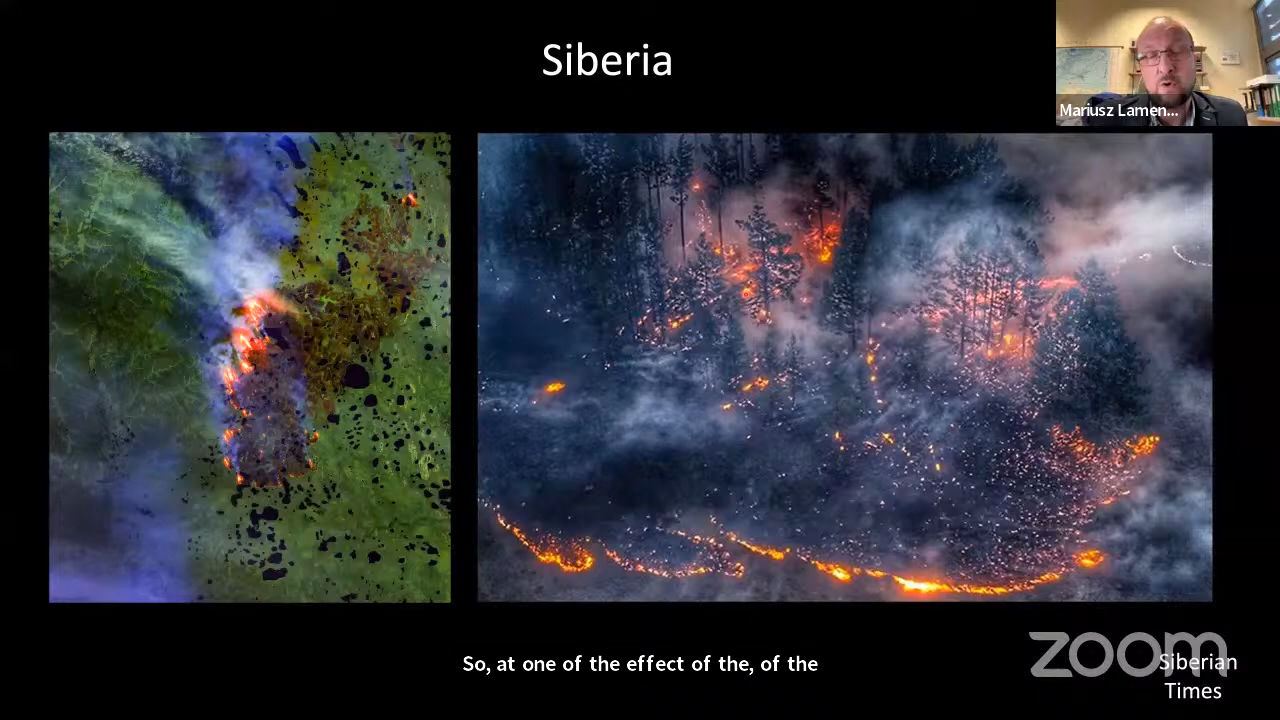 Siberia
Mariusz Lamen...
So, at one of the effect of the, of the
zoom
Siberian
Times